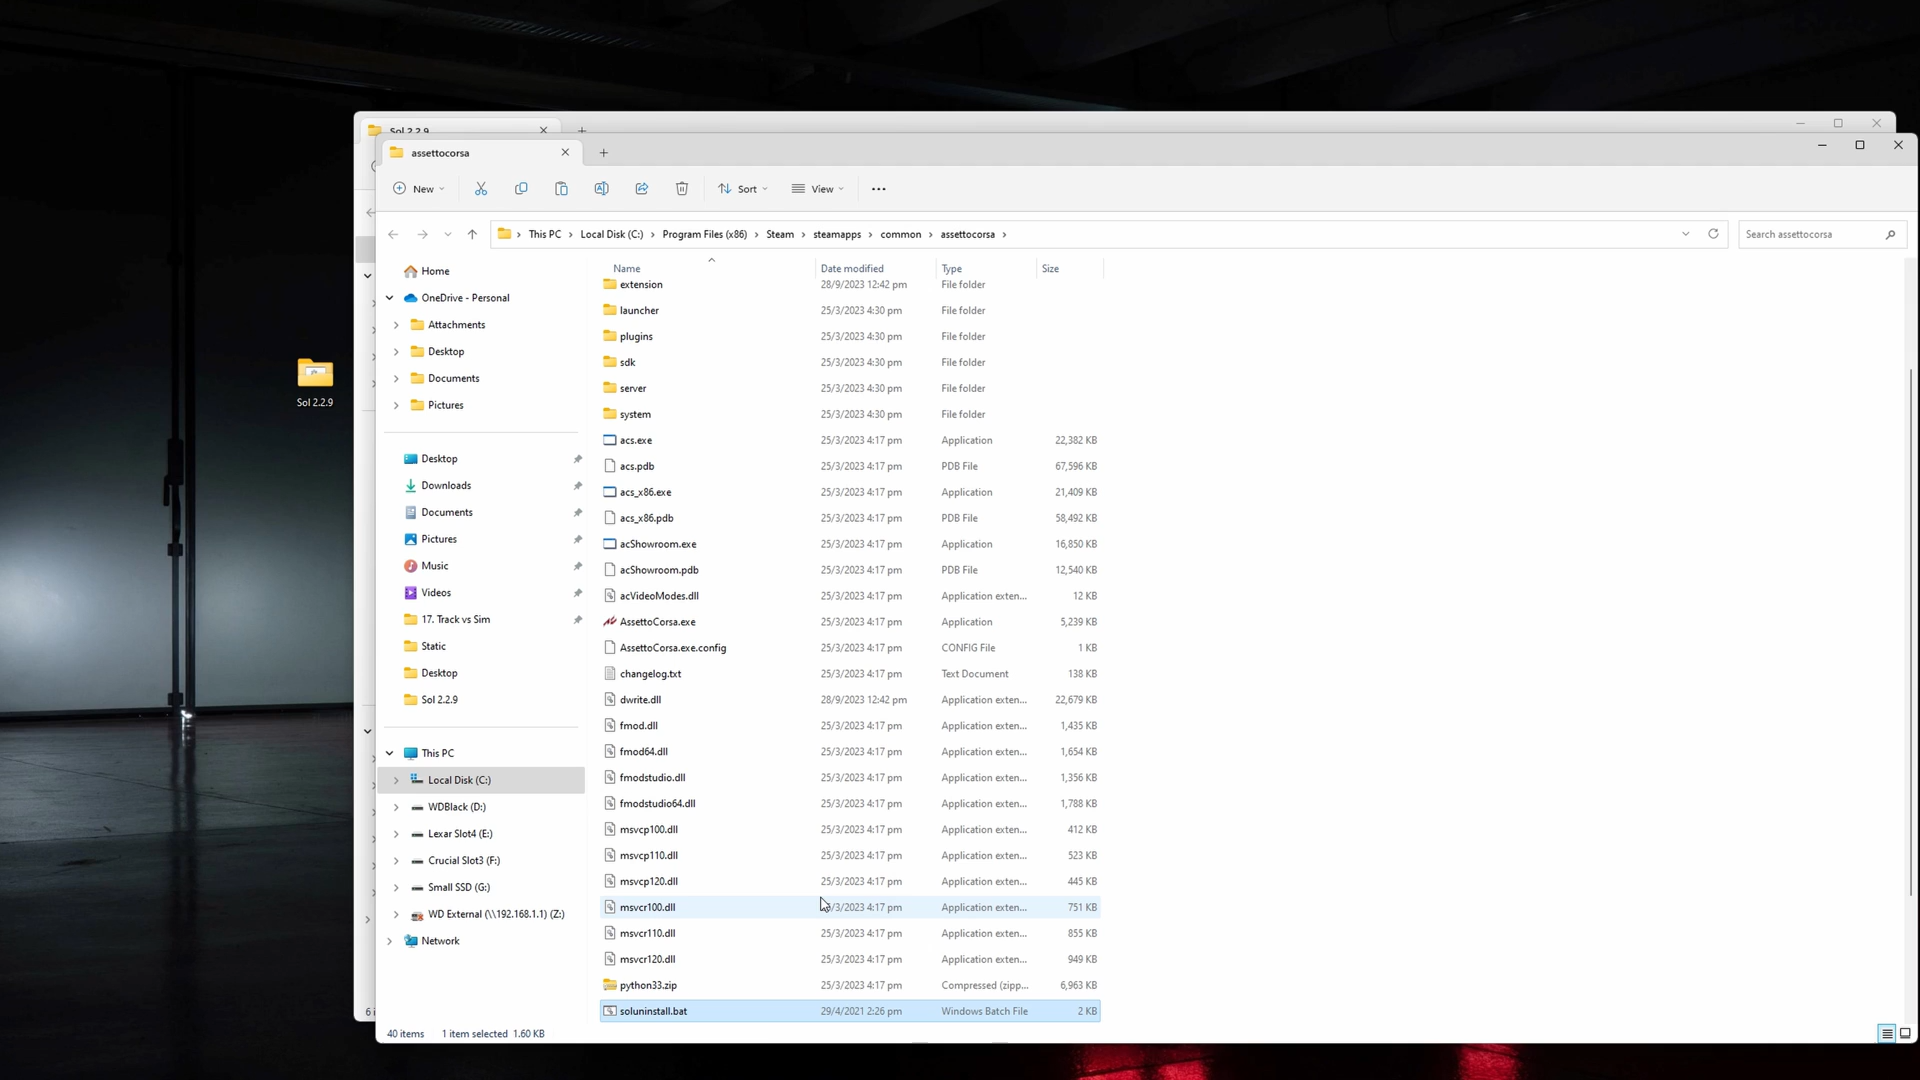 Sol 2.2.9
Sol 2.2.9
assettocorsa
New
Sort
View
This PC
Local Disk (C:)
Program Files (x86)
Steam
steamapps
common
assettocorsa
Search assettocorsa
Home
OneDrive - Personal
Attachments
Desktop
Documents
Pictures
Desktop
Downloads
Documents
Pictures
Music
Videos
17. Track vs Sim
Static
Desktop
Sol 2.2.9
This PC
Local Disk (C:)
WDBlack (D:)
Lexar Slot4 (E:)
Crucial Slot3 (F:)
Small SSD (G:)
WD External (\\192.168.1.1) (Z:)
Network
Name Date modified Type Size
extension 28/9/2023 12:42 pm File folder
launcher 25/3/2023 4:30 pm File folder
plugins 25/3/2023 4:30 pm File folder
sdk 25/3/2023 4:30 pm File folder
server 25/3/2023 4:30 pm File folder
system 25/3/2023 4:30 pm File folder
acs.exe 25/3/2023 4:17 pm Application 22,382 KB
acs.pdb 25/3/2023 4:17 pm PDB File 67,596 KB
acs_x86.exe 25/3/2023 4:17 pm Application 21,409 KB
acs_x86.pdb 25/3/2023 4:17 pm PDB File 58,492 KB
acShowroom.exe 25/3/2023 4:17 pm Application 16,850 KB
acShowroom.pdb 25/3/2023 4:17 pm PDB File 12,540 KB
acVideoModes.dll 25/3/2023 4:17 pm Application exten... 12 KB
AssettoCorsa.exe 25/3/2023 4:17 pm Application 5,239 KB
AssettoCorsa.exe.config 25/3/2023 4:17 pm CONFIG File 1 KB
changelog.txt 25/3/2023 4:17 pm Text Document 138 KB
dwrite.dll 28/9/2023 12:42 pm Application exten... 22,679 KB
fmod.dll 25/3/2023 4:17 pm Application exten... 1,435 KB
fmod64.dll 25/3/2023 4:17 pm Application exten... 1,654 KB
fmodstudio.dll 25/3/2023 4:17 pm Application exten... 1,356 KB
fmodstudio64.dll 25/3/2023 4:17 pm Application exten... 1,788 KB
msvcp100.dll 25/3/2023 4:17 pm Application exten... 412 KB
msvcp110.dll 25/3/2023 4:17 pm Application exten... 523 KB
msvcp120.dll 25/3/2023 4:17 pm Application exten... 445 KB
msvcr100.dll /3/2023 4:17 pm Application exten... 751 KB
msvcr110.dll 25/3/2023 4:17 pm Application exten... 855 KB
msvcr120.dll 25/3/2023 4:17 pm Application exten... 949 KB
python33.zip 25/3/2023 4:17 pm Compressed (zipp... 6,963 KB
soluninstall.bat 29/4/2021 2:26 pm Windows Batch File 2 KB
40 items 1 item selected 1.60 KB